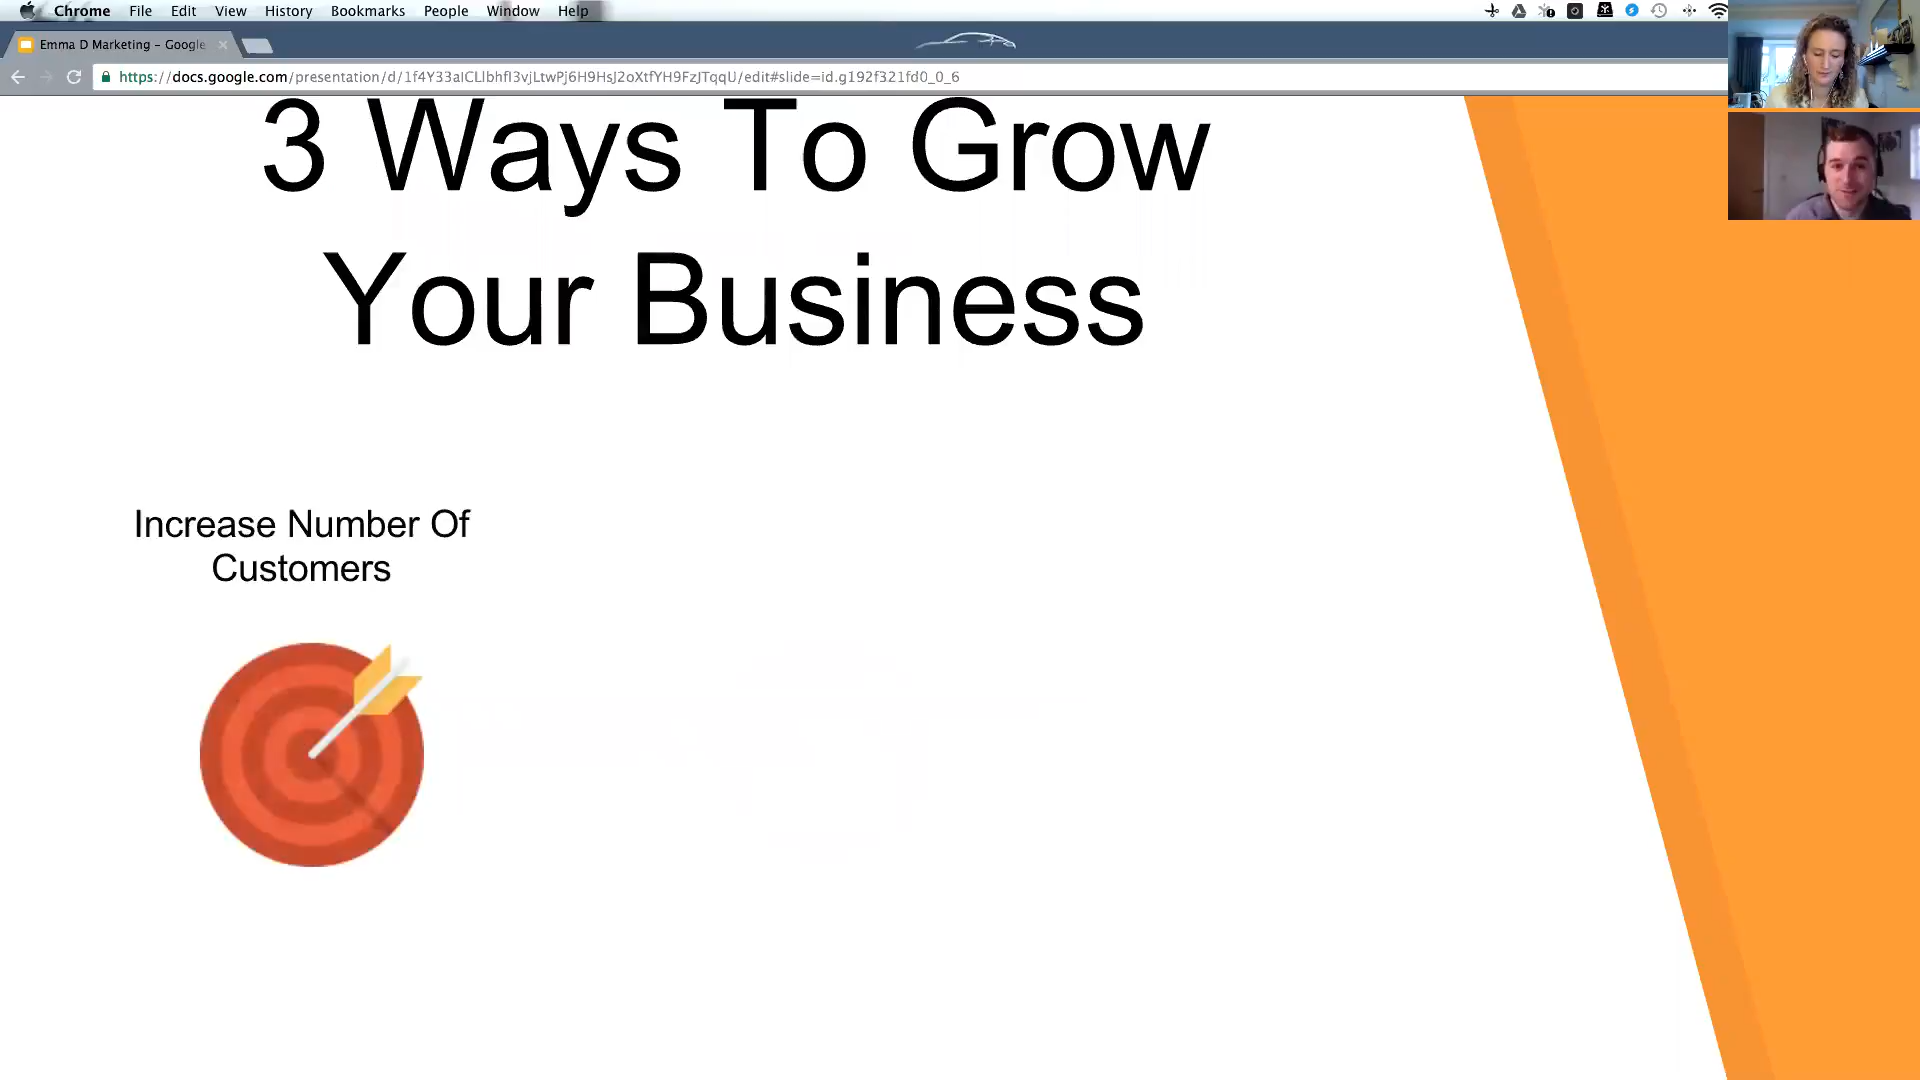 Chrome File Edit View History Bookmarks People Window Help
Emma D Marketing - Google
https://docs.google.com/presentation/d/1f4Y33aICLlbhfI3vjLtwPj6H9HsJ2oXtfYH9FzJTqqU/edit#slide=id.g192f321fd0_0_6
3 Ways To Grow
Your Business
Increase Number Of
Customers